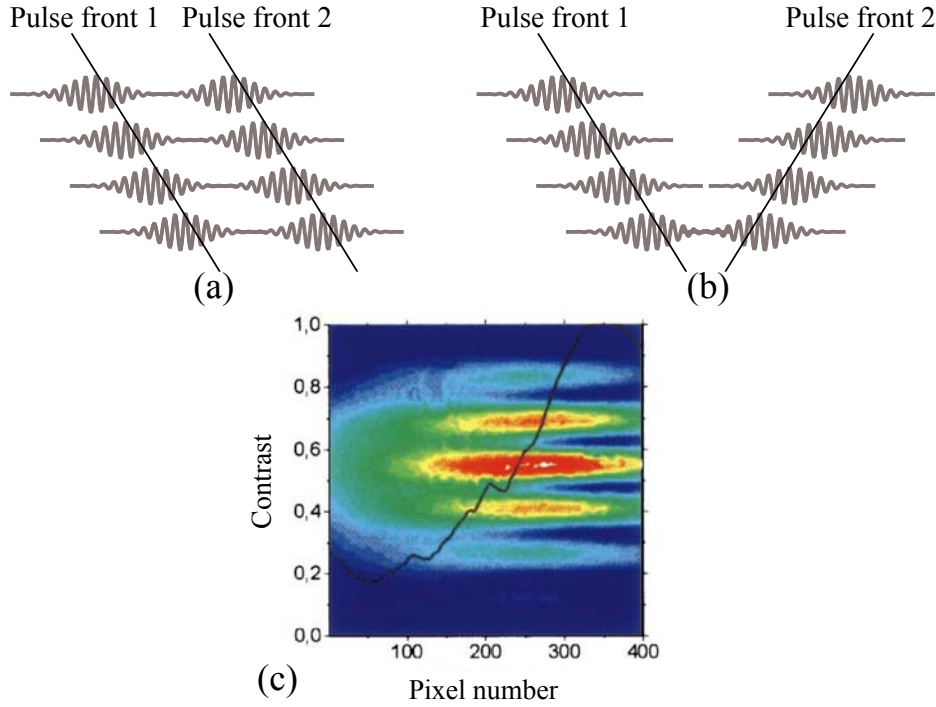 Pulse front 1 Pulse front 2
Pulse front 1 Pulse front 2
(a)
(b)
1,0
0,8
0,6
0,4
0,2
0,0
Contrast
100 200 300 400
Pixel number
(c)